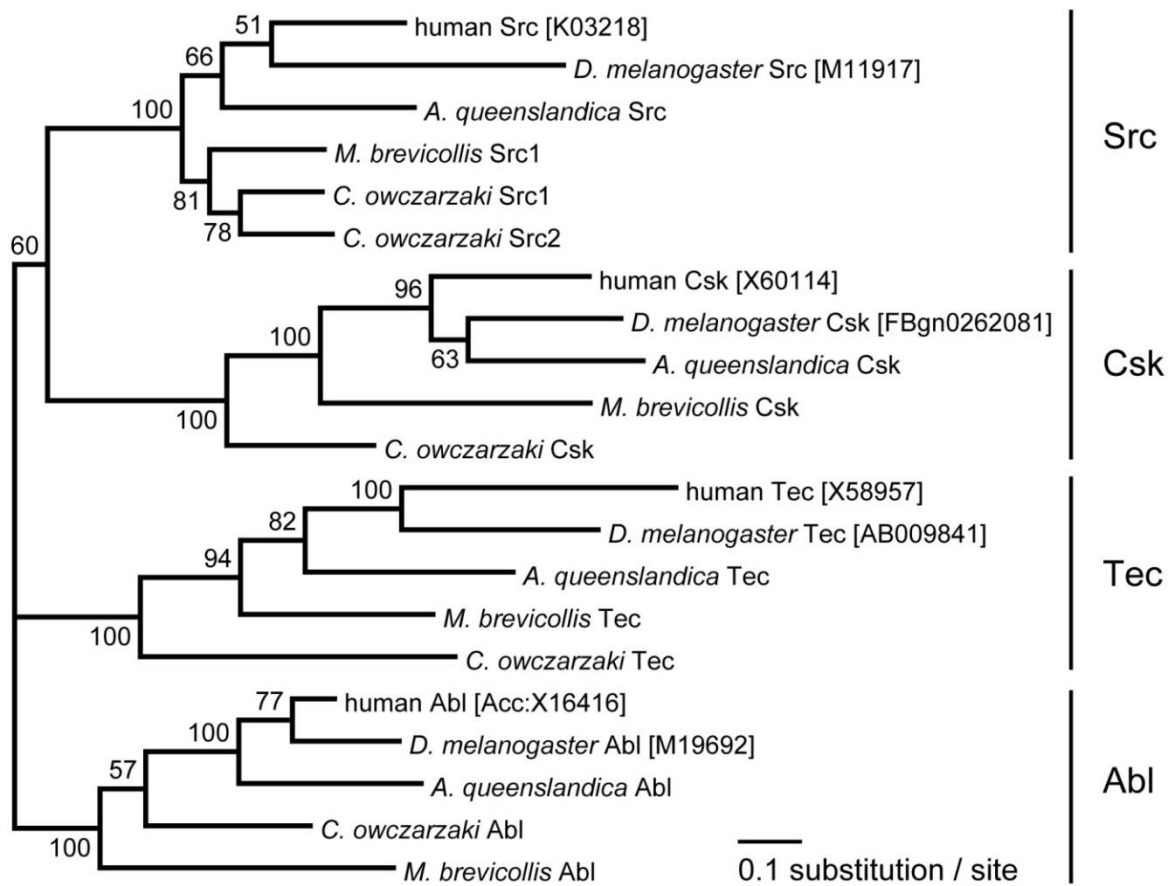 51
human Src [K03218]
66
D. melanogaster Src [M11917]
100
A. queenslandica Src
Src
M. brevicollis Src1
81
C. owczarzaki Src1
78
C. owczarzaki Src2
60
96
human Csk [X60114]
D. melanogaster Csk [FBgn0262081]
100
63
A. queenslandica Csk
Csk
100
M. brevicollis Csk
C. owczarzaki Csk
100
human Tec [X58957]
82
D. melanogaster Tec [AB009841]
94
A. queenslandica Tec
Tec
100
M. brevicollis Tec
C. owczarzaki Tec
77
human Abl [Acc:X16416]
100
D. melanogaster Abl [M19692]
57
A. queenslandica Abl
Abl
C. owczarzaki Abl
100
M. brevicollis Abl
0.1 substitution / site